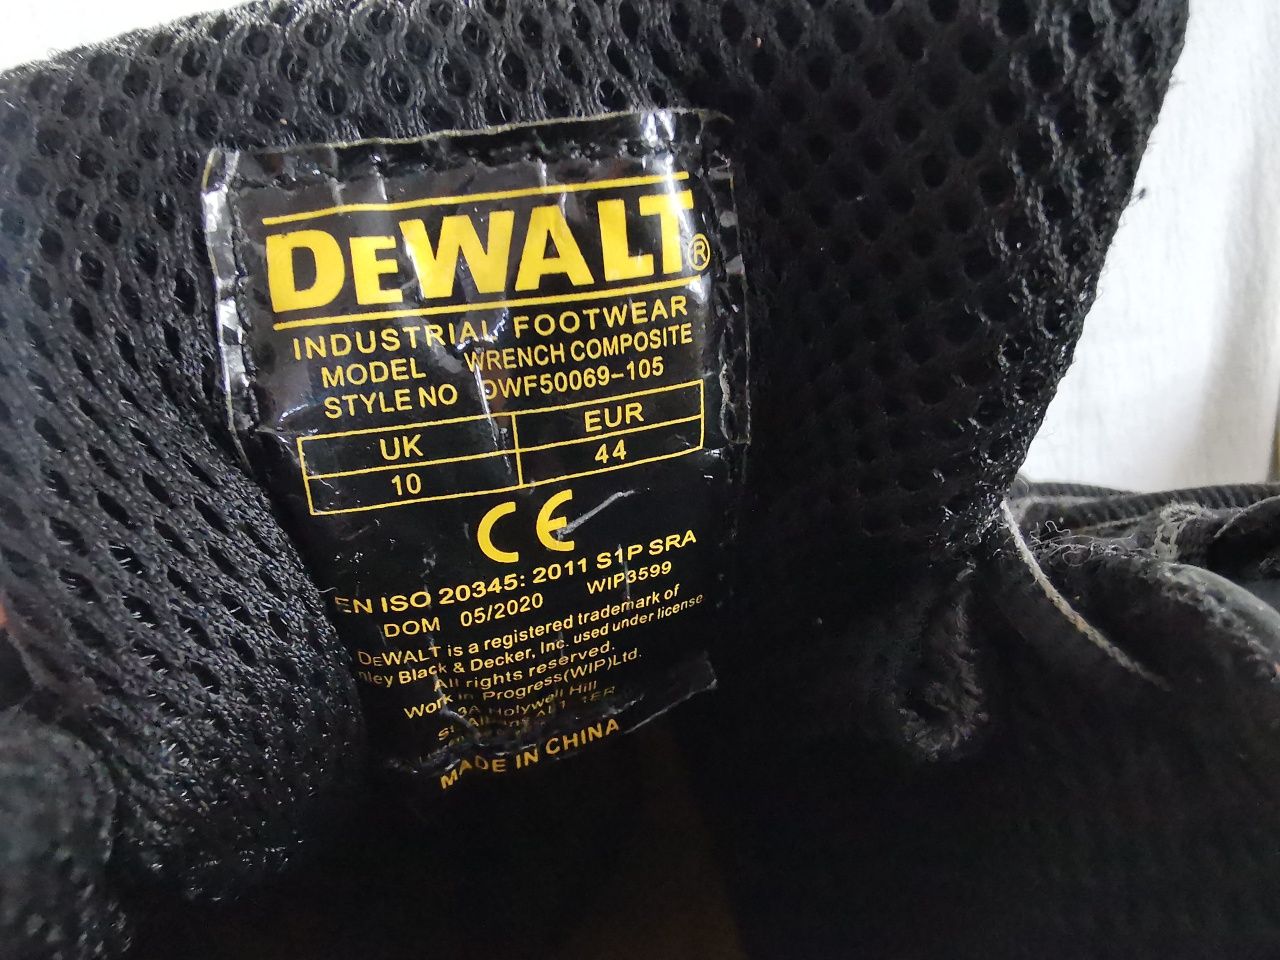 DEWALT®
INDUSTRIAL FOOTWEAR
MODEL WRENCH COMPOSITE
STYLE NO DWF50069-105
UK EUR
10 44
CE
EN ISO 20345: 2011 S1P SRA
DOM 05/2020 WIP3599
DEWALT is a registered trademark of
nley Black & Decker, Inc. used under license
All rights reserved.
Work in Progress(WIP)Ltd.
3A Holywell Hill
MADE IN CHINA